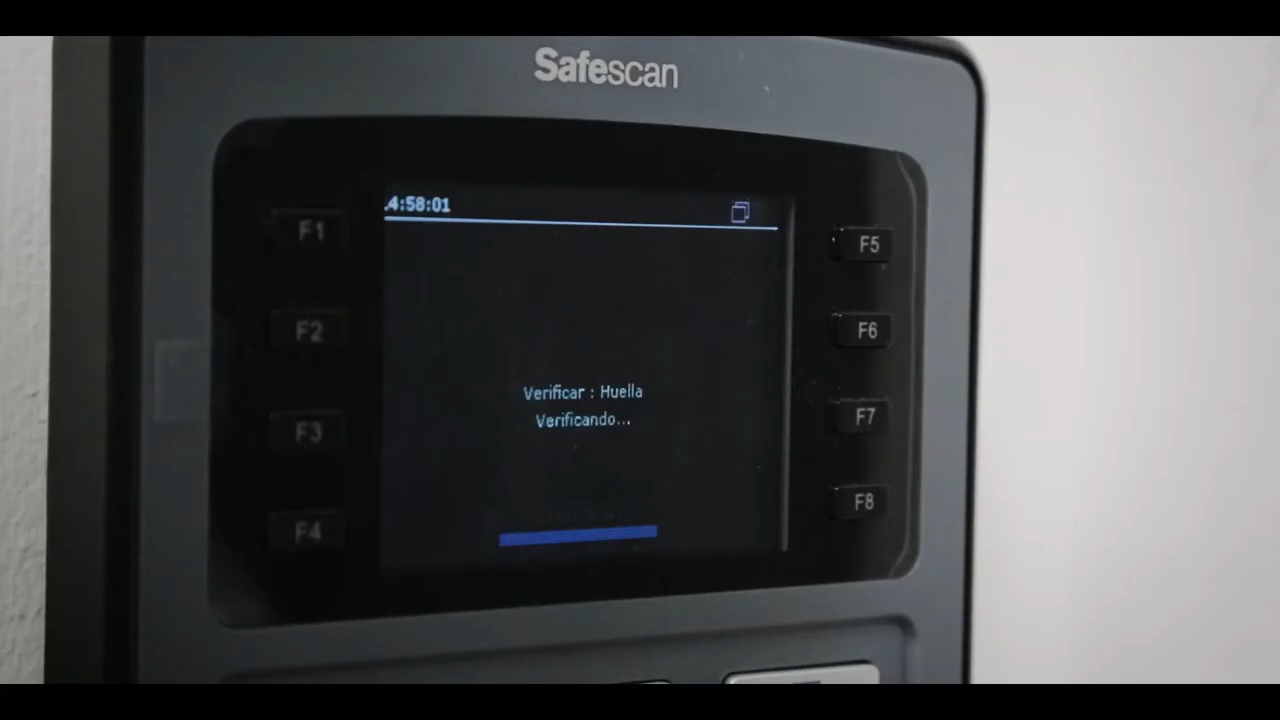 Safescan
4:58:01
F1
F5
F2
F6
Verificar : Huella
Verificando...
F3
F7
F4
F8